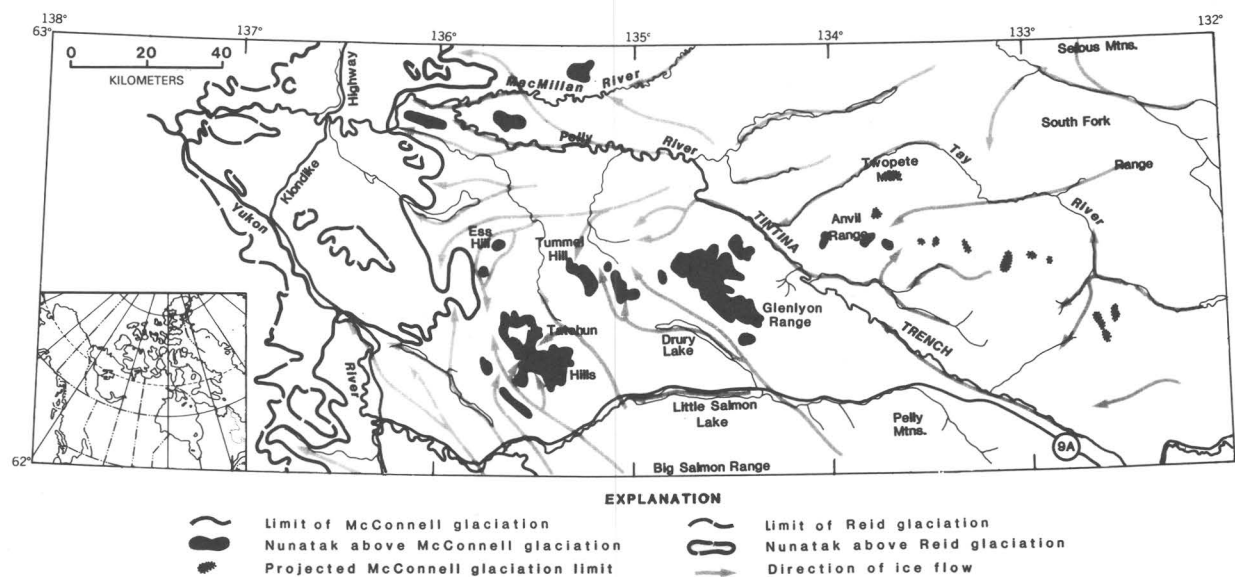 138°
63°
137°
136°
135°
134°
133°
132°
0 20 40
KILOMETERS
C
Highway
MacMillan River
Selous Mtns.
Pelly River
South Fork
Tay River
Twopete
Mtn.
Range
Klondike
Yukon River
Anvil
Range
Ess
Hill
Tummel
Hill
TINTINA TRENCH
Glenlyon
Range
Tatchun
Hills
Drury
Lake
Little Salmon
Lake
Pelly
Mtns.
9A
62°
Big Salmon Range
EXPLANATION
Limit of McConnell glaciation
Nunatak above McConnell glaciation
Projected McConnell glaciation limit
Limit of Reid glaciation
Nunatak above Reid glaciation
Direction of ice flow